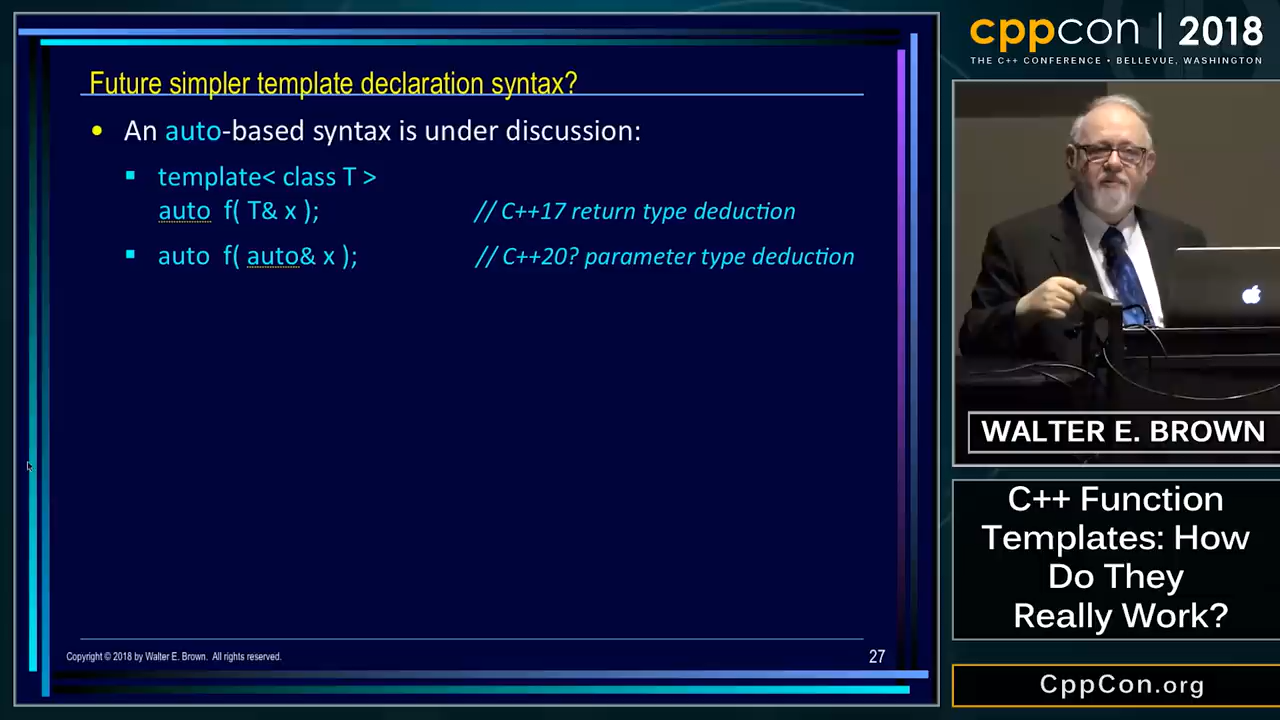 Future simpler template declaration syntax?
• An auto-based syntax is under discussion:
▪ template< class T >
auto f( T& x ); // C++17 return type deduction
▪ auto f( auto& x ); // C++20? parameter type deduction
Copyright © 2018 by Walter E. Brown. All rights reserved.
27
cppcon | 2018
THE C++ CONFERENCE • BELLEVUE, WASHINGTON
WALTER E. BROWN
C++ Function
Templates: How
Do They
Really Work?
CppCon.org